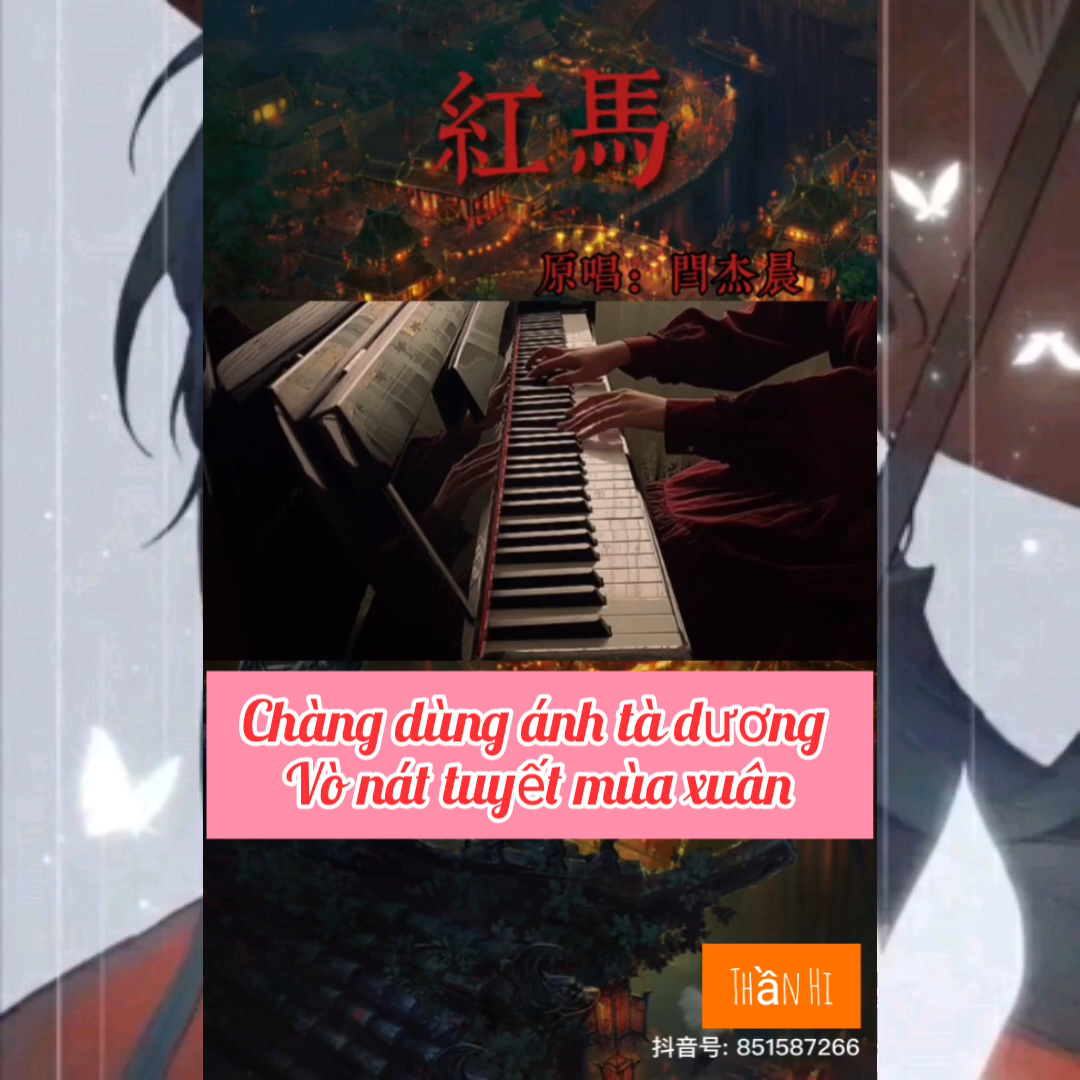 紅馬
原唱：閆杰晨
Chàng dùng ánh tà dương
Vò nát tuyết mùa xuân
Thần Hi
抖音号: 851587266